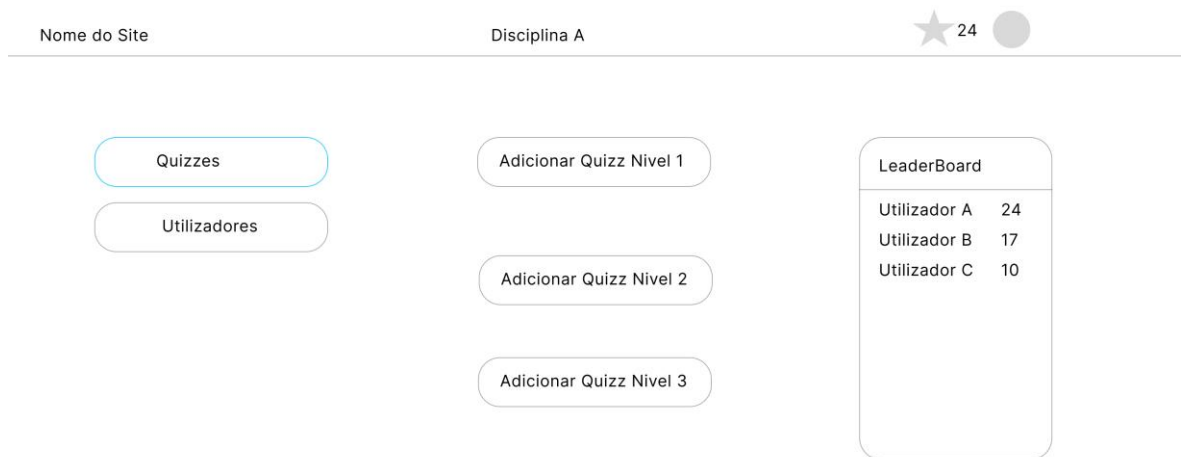 Nome do Site
Disciplina A
24
Quizzes
Utilizadores
Adicionar Quizz Nivel 1
Adicionar Quizz Nivel 2
Adicionar Quizz Nivel 3
LeaderBoard
Utilizador A 24
Utilizador B 17
Utilizador C 10